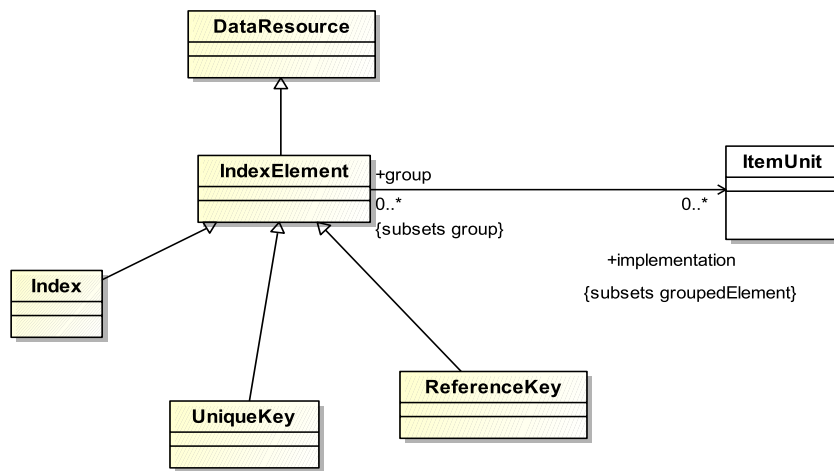 DataResource
IndexElement
ItemUnit
+group
0..*
0..*
{subsets group}
+implementation
{subsets groupedElement}
Index
ReferenceKey
UniqueKey